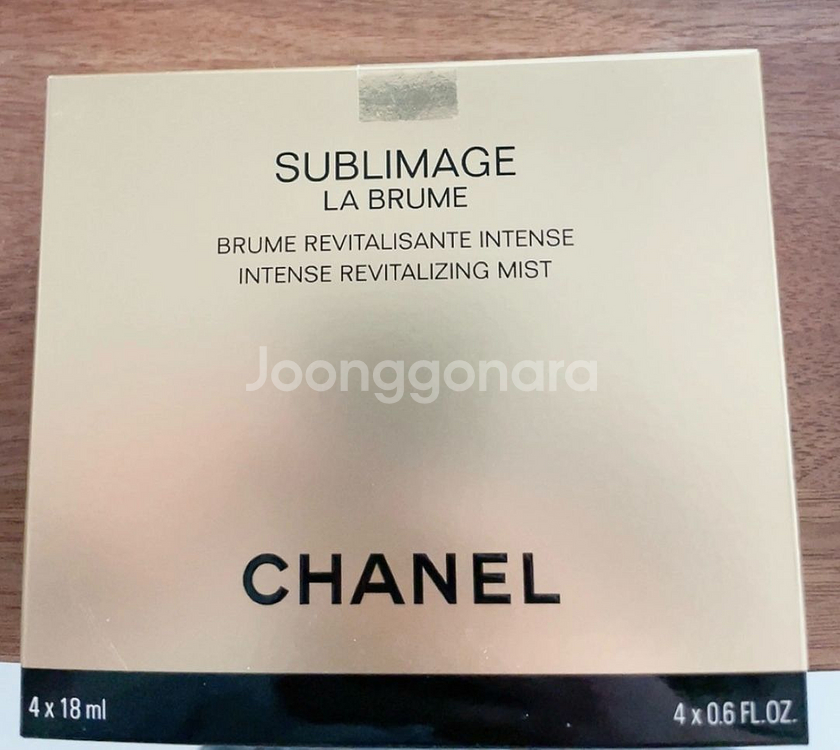 SUBLIMAGE
LA BRUME
BRUME REVITALISANTE INTENSE
INTENSE REVITALIZING MIST
Joonggonara
CHANEL
4 x 18 ml
4 x 0.6 FL.OZ.